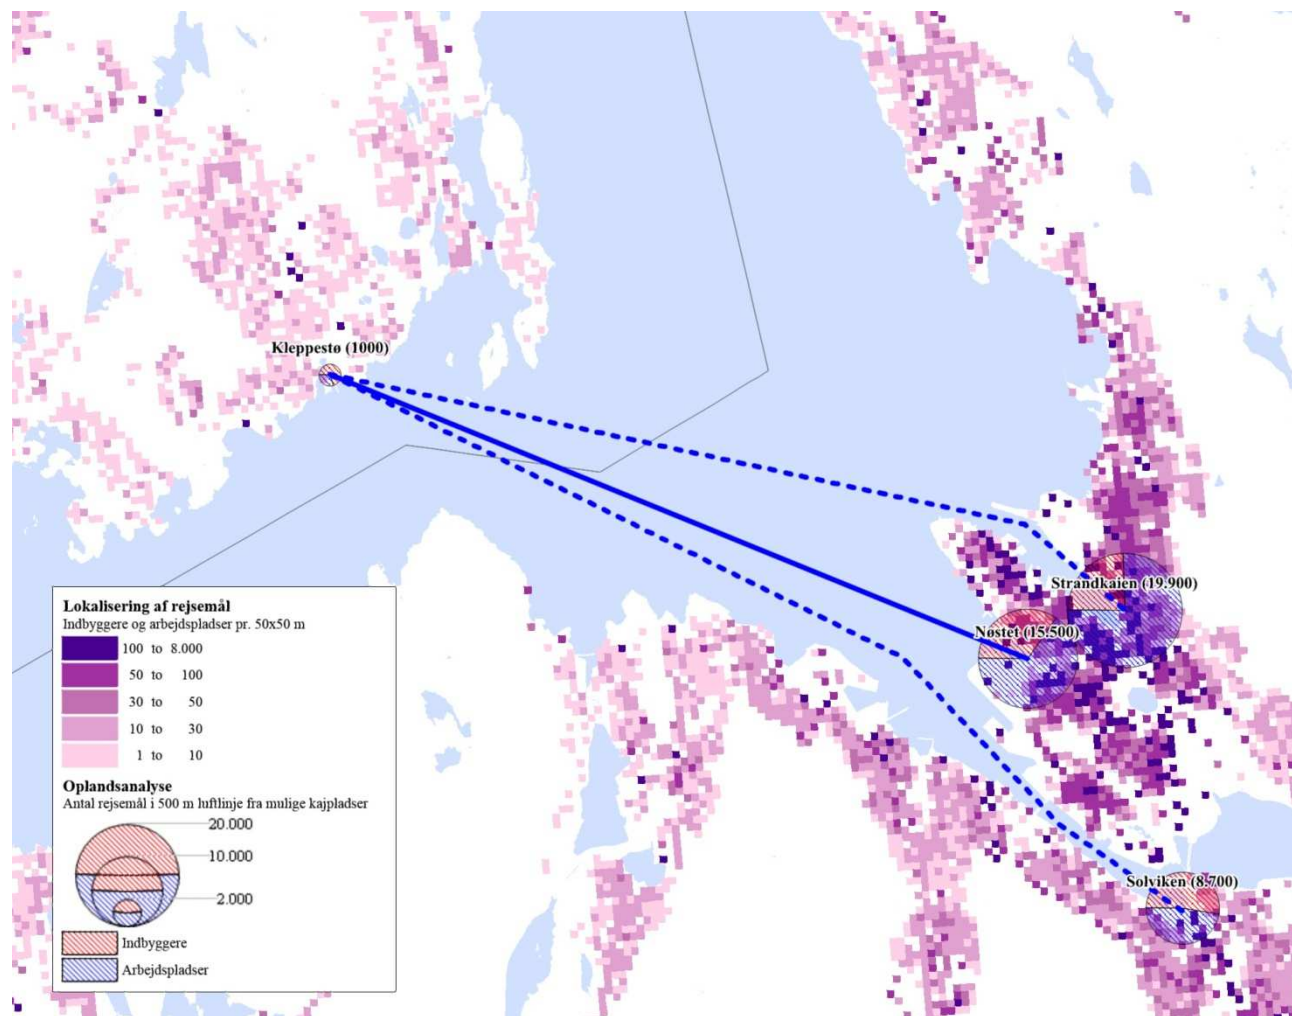 Kleppestø (1000)
Strandkaien (19.900)
Nøstet (15.500)
Solviken (8.700)
Lokalisering af rejsemål
Indbyggere og arbejdspladser pr. 50x50 m
100 to 8.000
50 to 100
30 to 50
10 to 30
1 to 10
Oplandsanalyse
Antal rejsemål i 500 m luftlinje fra mulige kajpladser
20.000
10.000
2.000
Indbyggere
Arbejdspladser